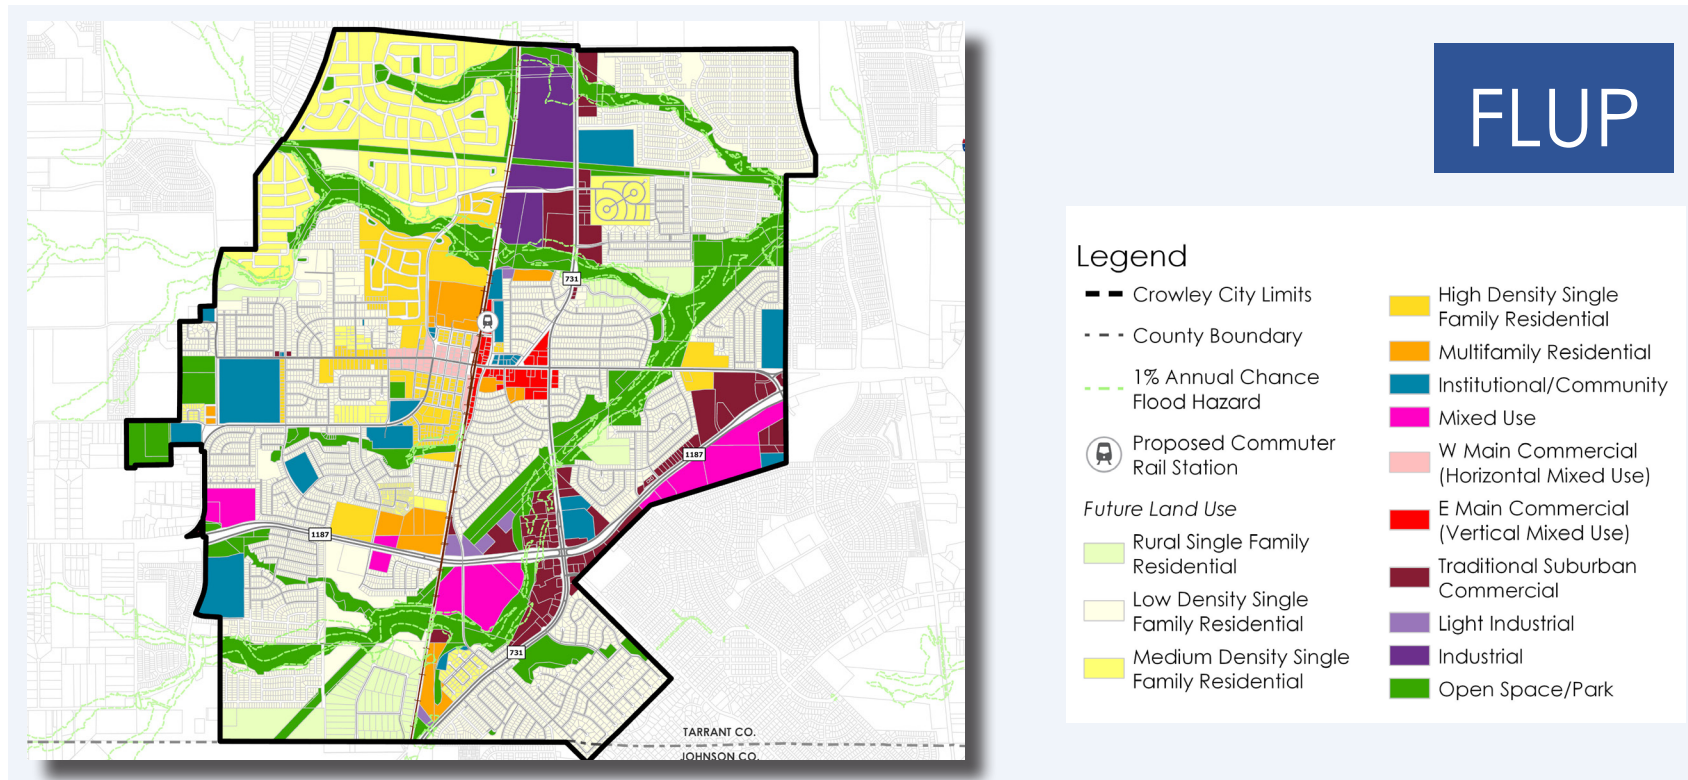 FLUP
731
1187
1187
731
TARRANT CO.
JOHNSON CO.
Legend
Crowley City Limits
County Boundary
1% Annual Chance
Flood Hazard
Proposed Commuter
Rail Station
Future Land Use
Rural Single Family
Residential
Low Density Single
Family Residential
Medium Density Single
Family Residential
High Density Single
Family Residential
Multifamily Residential
Institutional/Community
Mixed Use
W Main Commercial
(Horizontal Mixed Use)
E Main Commercial
(Vertical Mixed Use)
Traditional Suburban
Commercial
Light Industrial
Industrial
Open Space/Park